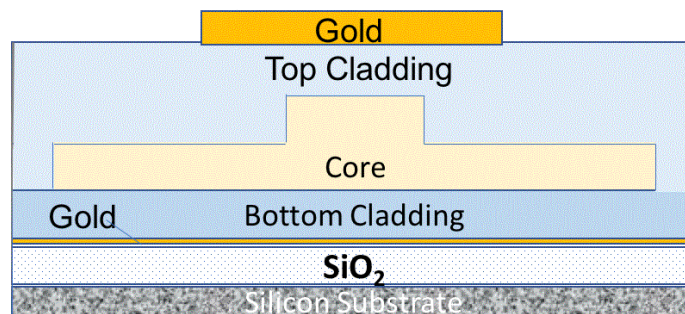 Gold
Top Cladding
Core
Gold
Bottom Cladding
SiO₂
Silicon Substrate